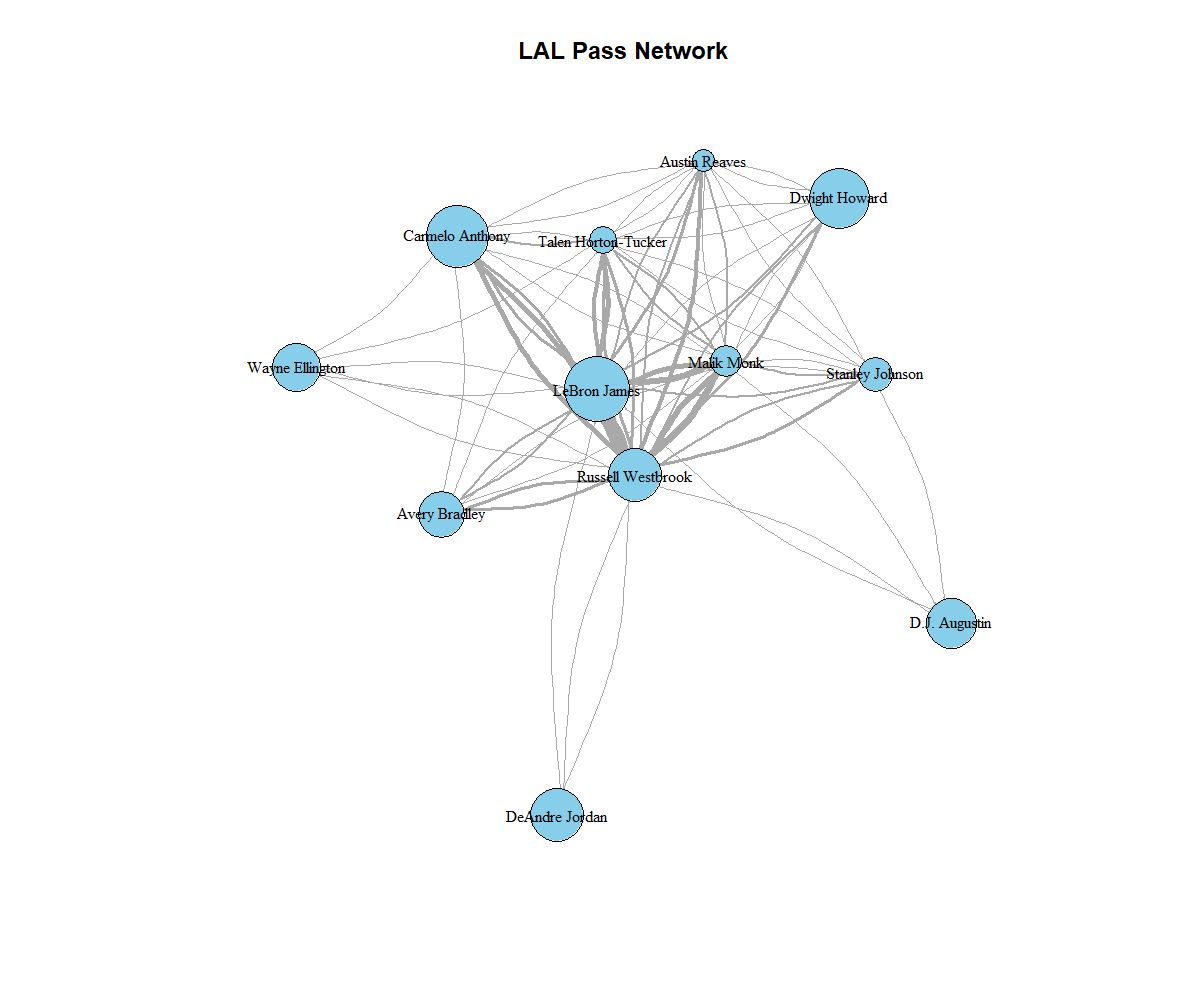 LAL Pass Network
Austin Reaves
Dwight Howard
Carmelo Anthony
Talen Horton-Tucker
Malik Monk
Wayne Ellington
Stanley Johnson
LeBron James
Russell Westbrook
Avery Bradley
D.J. Augustin
DeAndre Jordan